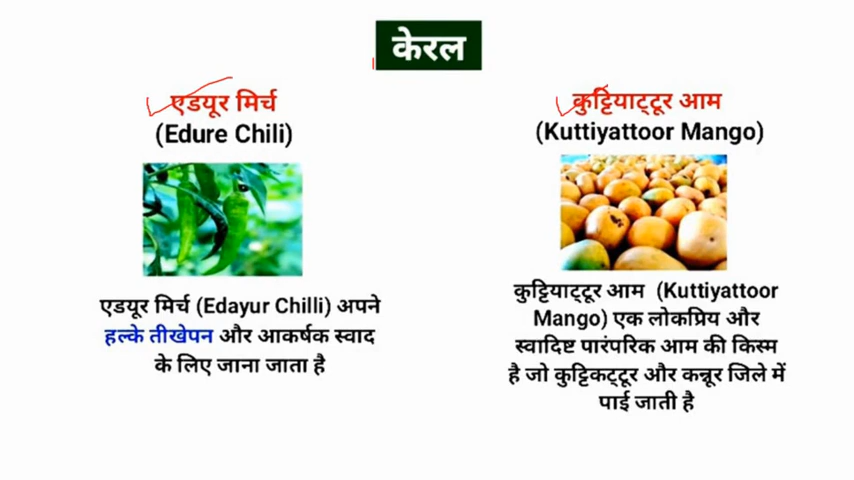 केरल
एडयूर मिर्च
(Edure Chili)
एडयूर मिर्च (Edayur Chilli) अपने
हल्के तीखेपन और आकर्षक स्वाद
के लिए जाना जाता है
कुट्टियाट्टूर आम
(Kuttiyattoor Mango)
कुट्टियाट्टूर आम (Kuttiyattoor
Mango) एक लोकप्रिय और
स्वादिष्ट पारंपरिक आम की किस्म
है जो कुट्टिकट्टूर और कन्नूर जिले में
पाई जाती है